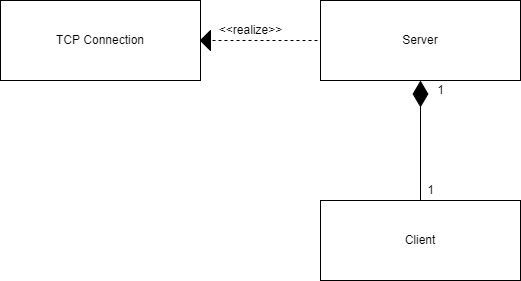 TCP Connection
<<realize>>
Server
1
1
Client